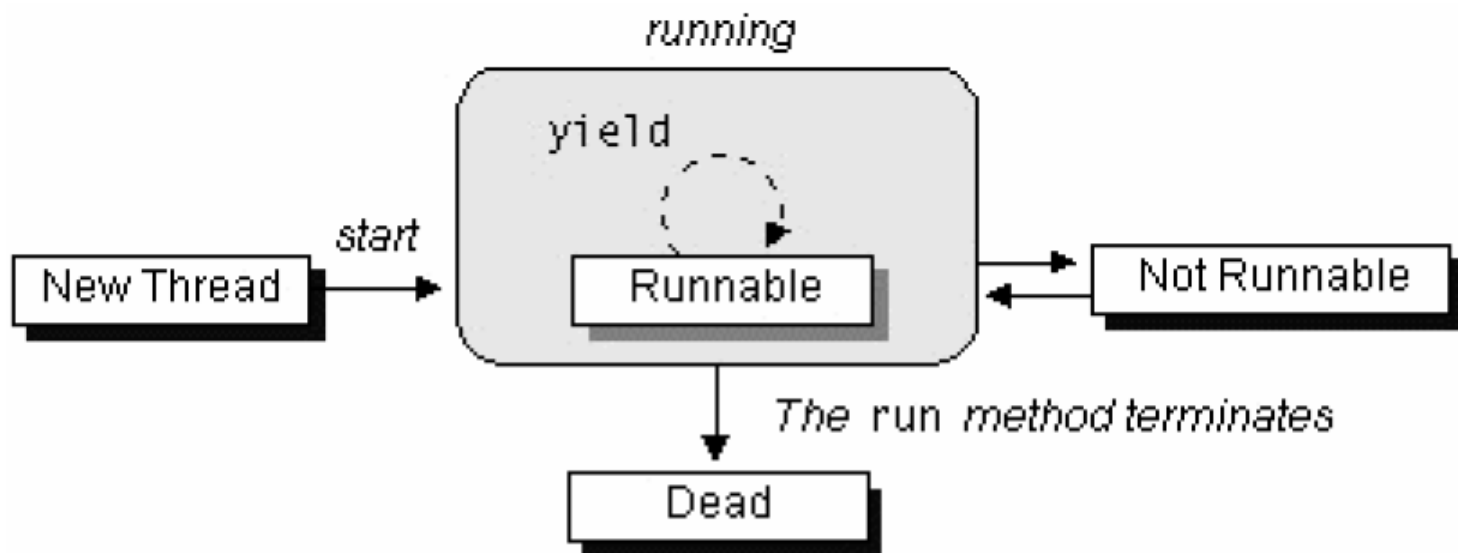 running
yield
start
New Thread
Runnable
Not Runnable
The run method terminates
Dead